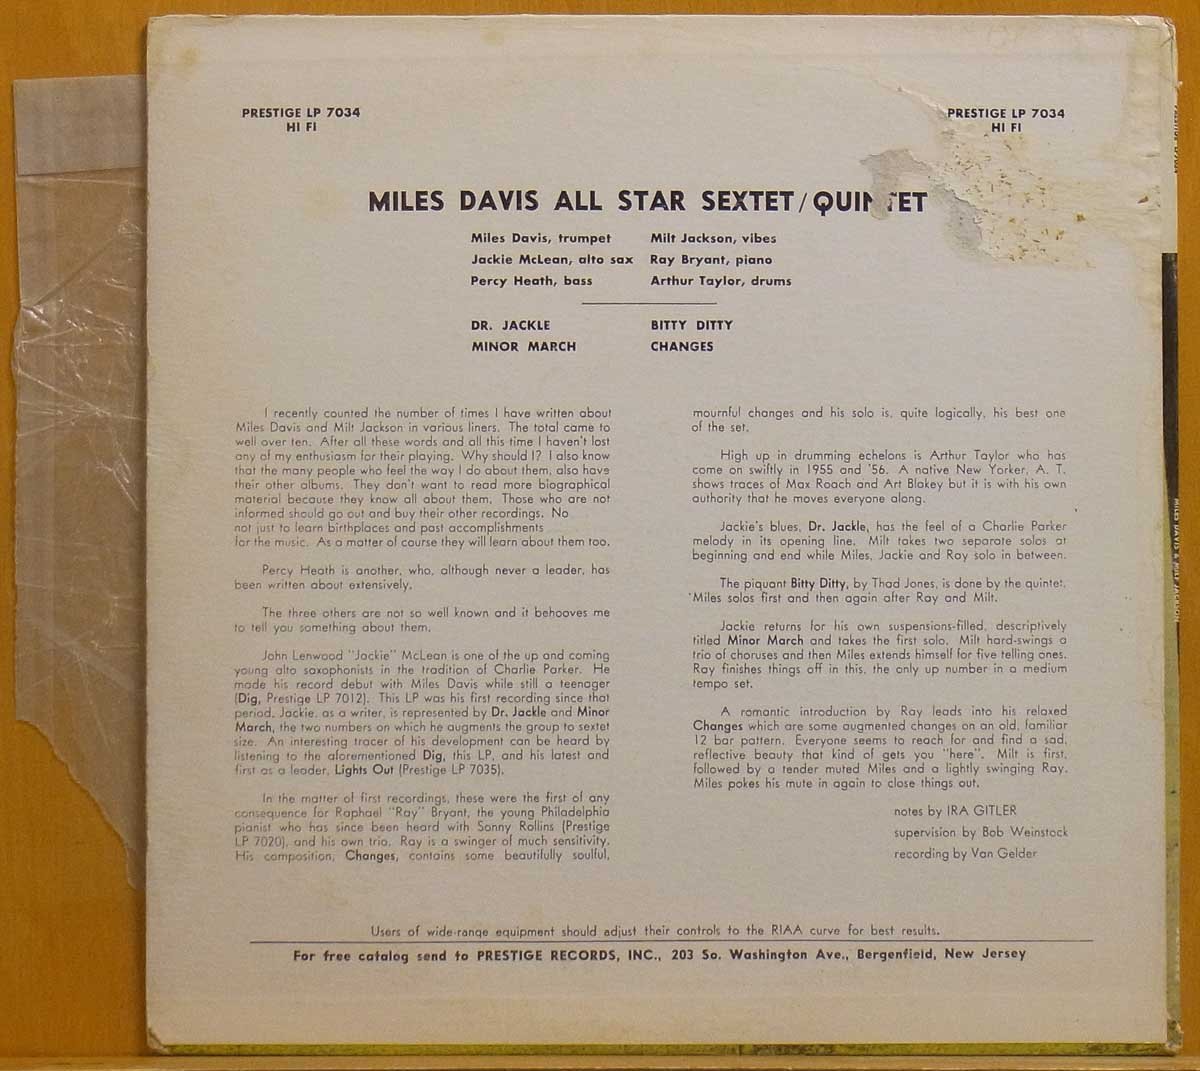 PRESTIGE LP 7034
HI FI
PRESTIGE LP 7034
HI FI
MILES DAVIS ALL STAR SEXTET/QUINTET
Miles Davis, trumpet Milt Jackson, vibes
Jackie McLean, alto sax Ray Bryant, piano
Percy Heath, bass Arthur Taylor, drums
DR. JACKLE BITTY DITTY
MINOR MARCH CHANGES
I recently counted the number of times I have written about
Miles Davis and Milt Jackson in various liners. The total came to
well over ten. After all these words and all this time I haven't lost
any of my enthusiasm for their playing. Why should I? I also know
that the many people who feel the way I do about them, also have
their other albums. They don't want to read more biographical
material because they know all about them. Those who are not
informed should go out and buy their other recordings. No
not just to learn birthplaces and past accomplishments
for the music. As a matter of course they will learn about them too.
Percy Heath is another, who, although never a leader, has
been written about extensively.
The three others are not so well known and it behooves me
to tell you something about them.
John Lenwood "Jackie" McLean is one of the up and coming
young alto saxophonists in the tradition of Charlie Parker. He
made his record debut with Miles Davis while still a teenager
(Dig, Prestige LP 7012). This LP was his first recording since that
period. Jackie, as a writer, is represented by Dr. Jackle and Minor
March, the two numbers on which he augments the group to sextet
size. An interesting tracer of his development can be heard by
listening to the aforementioned Dig, this LP, and his latest and
first as a leader, Lights Out (Prestige LP 7035).
In the matter of first recordings, these were the first of any
consequence for Raphael "Ray" Bryant, the young Philadelphia
pianist who has since been heard with Sonny Rollins (Prestige
LP 7020), and his own trio. Ray is a swinger of much sensitivity.
His composition, Changes, contains some beautifully soulful,
mournful changes and his solo is, quite logically, his best one
of the set.
High up in drumming echelons is Arthur Taylor who has
come on swiftly in 1955 and '56. A native New Yorker, A. T.
shows traces of Max Roach and Art Blakey but it is with his own
authority that he moves everyone along.
Jackie's blues, Dr. Jackle, has the feel of a Charlie Parker
melody in its opening line. Milt takes two separate solos at
beginning and end while Miles, Jackie and Ray solo in between.
The piquant Bitty Ditty, by Thad Jones, is done by the quintet.
Miles solos first and then again after Ray and Milt.
Jackie returns for his own suspensions-filled, descriptively
titled Minor March and takes the first solo. Milt hard-swings a
trio of choruses and then Miles extends himself for five telling ones.
Ray finishes things off in this, the only up number in a medium
tempo set.
A romantic introduction by Ray leads into his relaxed
Changes which are some augmented changes on an old, familiar
12 bar pattern. Everyone seems to reach for and find a sad,
reflective beauty that kind of gets you "here". Milt is first,
followed by a tender muted Miles and a lightly swinging Ray.
Miles pokes his mute in again to close things out.
notes by IRA GITLER
supervision by Bob Weinstock
recording by Van Gelder
Users of wide-range equipment should adjust their controls to the RIAA curve for best results.
For free catalog send to PRESTIGE RECORDS, INC., 203 So. Washington Ave., Bergenfield, New Jersey
MILES DAVIS & MILT JACKSON